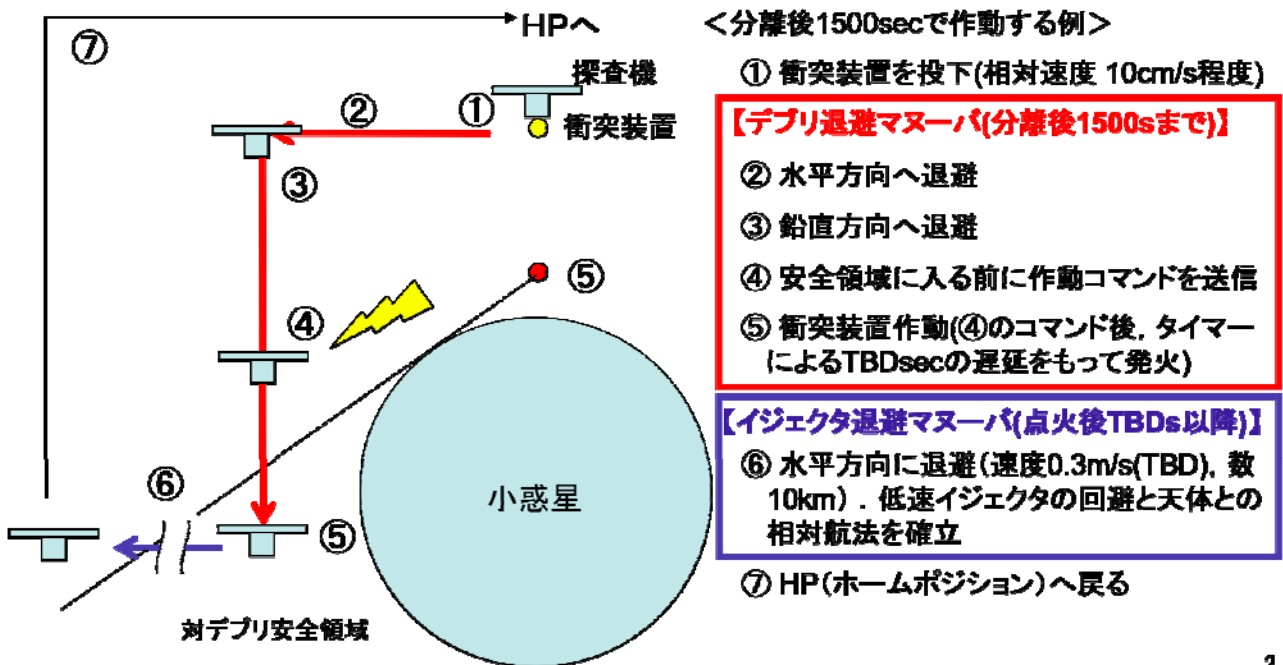 ⑦
HPへ
探査機
①
②
衝突装置
③
⑤
④
⑥
小惑星
⑤
対デブリ安全領域
<分離後1500secで作動する例>
① 衝突装置を投下(相対速度 10cm/s程度)
【デブリ退避マヌーバ(分離後1500sまで)】
② 水平方向へ退避
③ 鉛直方向へ退避
④ 安全領域に入る前に作動コマンドを送信
⑤ 衝突装置作動(④のコマンド後, タイマー
によるTBDsecの遅延をもって発火)
【イジェクタ退避マヌーバ(点火後TBDs以降)】
⑥ 水平方向に退避(速度0.3m/s(TBD), 数
10km) . 低速イジェクタの回避と天体との
相対航法を確立
⑦ HP(ホームポジション)へ戻る